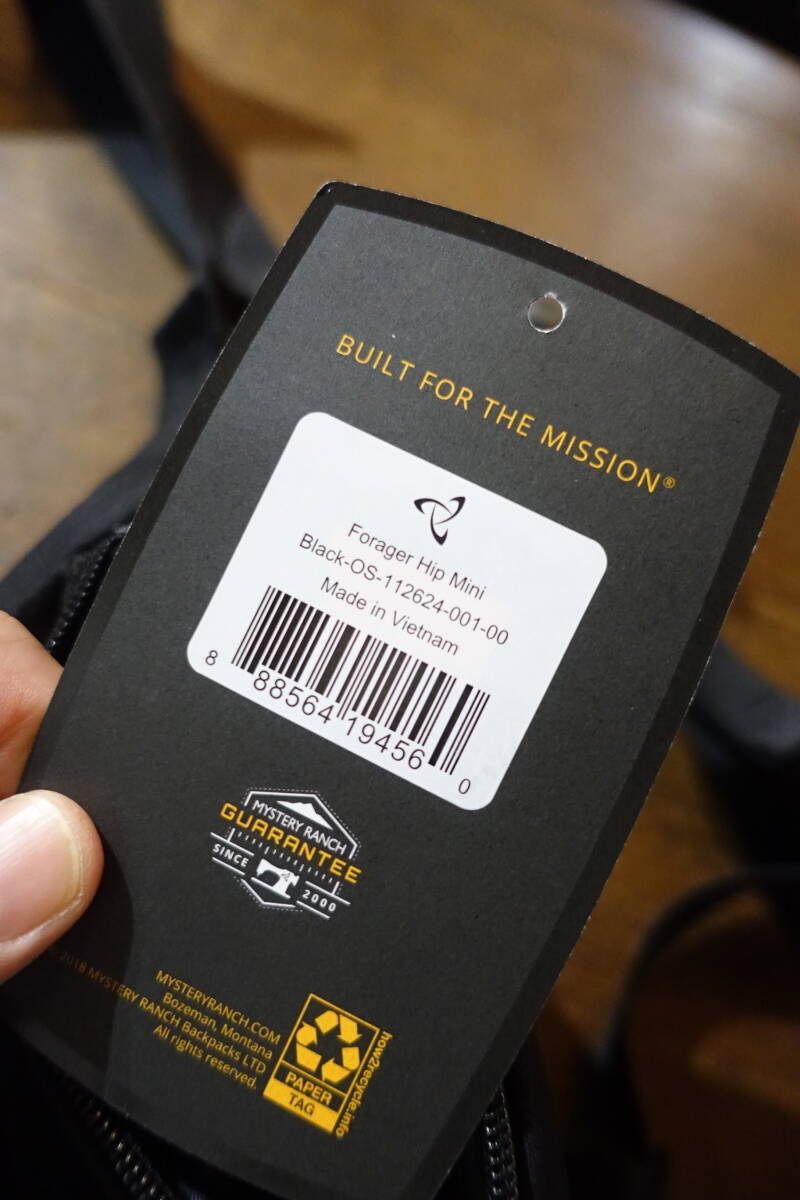 BUILT FOR THE MISSION®
Forager Hip Mini
Black-OS-112624-001-00
Made in Vietnam
8 88564 19456 0
MYSTERY RANCH
GUARANTEE
SINCE 2000
MYSTERYRANCH.COM
Bozeman, Montana
2018 MYSTERY RANCH Backpacks LTD
All rights reserved.
PAPER
TAG
how2recycle.info